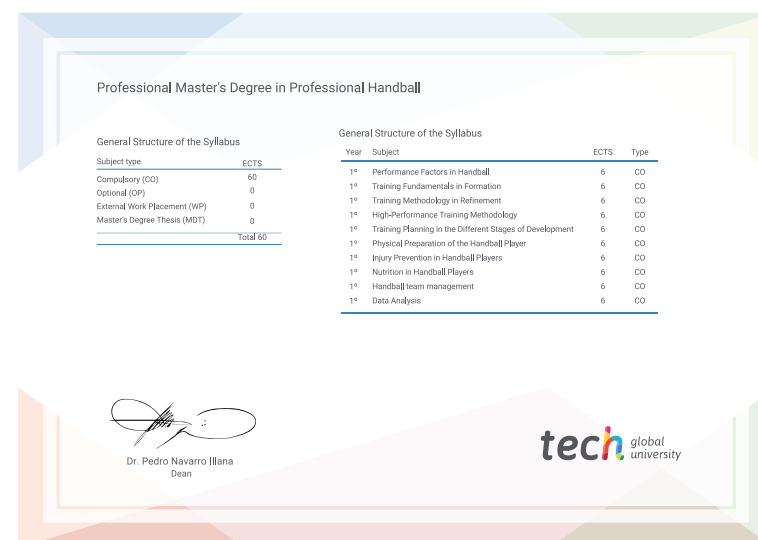 Professional Master's Degree in Professional Handball
General Structure of the Syllabus
Subject type ECTS
Compulsory (CO) 60
Optional (OP) 0
External Work Placement (WP) 0
Master's Degree Thesis (MDT) 0
Total 60
General Structure of the Syllabus
Year Subject ECTS Type
1º Performance Factors in Handball 6 CO
1º Training Fundamentals in Formation 6 CO
1º Training Methodology in Refinement 6 CO
1º High-Performance Training Methodology 6 CO
1º Training Planning in the Different Stages of Development 6 CO
1º Physical Preparation of the Handball Player 6 CO
1º Injury Prevention in Handball Players 6 CO
1º Nutrition in Handball Players 6 CO
1º Handball team management 6 CO
1º Data Analysis 6 CO
Dr. Pedro Navarro Illana
Dean
tech global
university